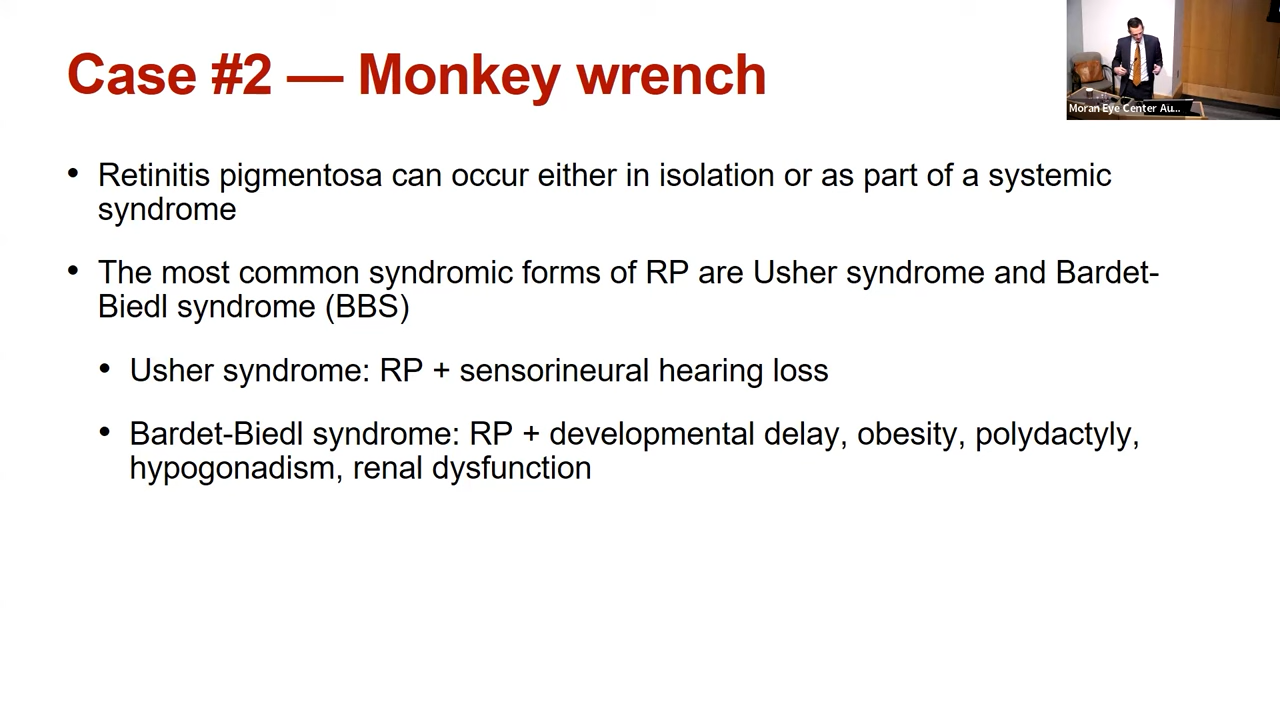 Case #2 — Monkey wrench
Moran Eye Center Au...
• Retinitis pigmentosa can occur either in isolation or as part of a systemic
syndrome
• The most common syndromic forms of RP are Usher syndrome and Bardet-
Biedl syndrome (BBS)
• Usher syndrome: RP + sensorineural hearing loss
• Bardet-Biedl syndrome: RP + developmental delay, obesity, polydactyly,
hypogonadism, renal dysfunction